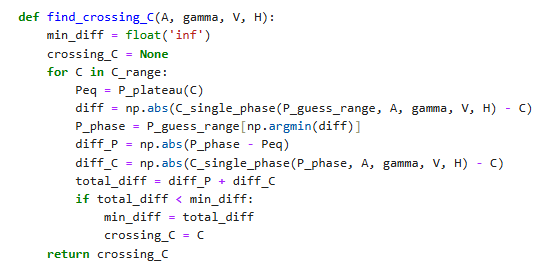 def find_crossing_C(A, gamma, V, H):
    min_diff = float('inf')
    crossing_C = None
    for C in C_range:
        Peq = P_plateau(C)
        diff = np.abs(C_single_phase(P_guess_range, A, gamma, V, H) - C)
        P_phase = P_guess_range[np.argmin(diff)]
        diff_P = np.abs(P_phase - Peq)
        diff_C = np.abs(C_single_phase(P_phase, A, gamma, V, H) - C)
        total_diff = diff_P + diff_C
        if total_diff < min_diff:
            min_diff = total_diff
            crossing_C = C
    return crossing_C